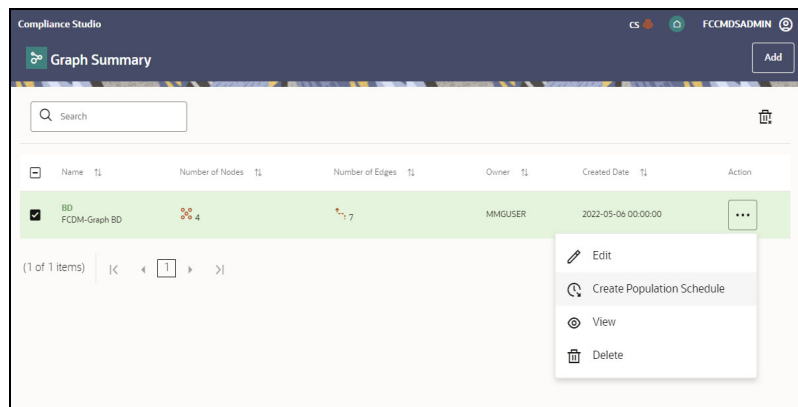 Compliance Studio
CS
FCCMDSADMIN
Graph Summary
Add
Search
Name
Number of Nodes
Number of Edges
Owner
Created Date
Action
BD
FCDM-Graph BD
4
7
MMGUSER
2022-05-06 00:00:00
...
(1 of 1 items)
1
Edit
Create Population Schedule
View
Delete